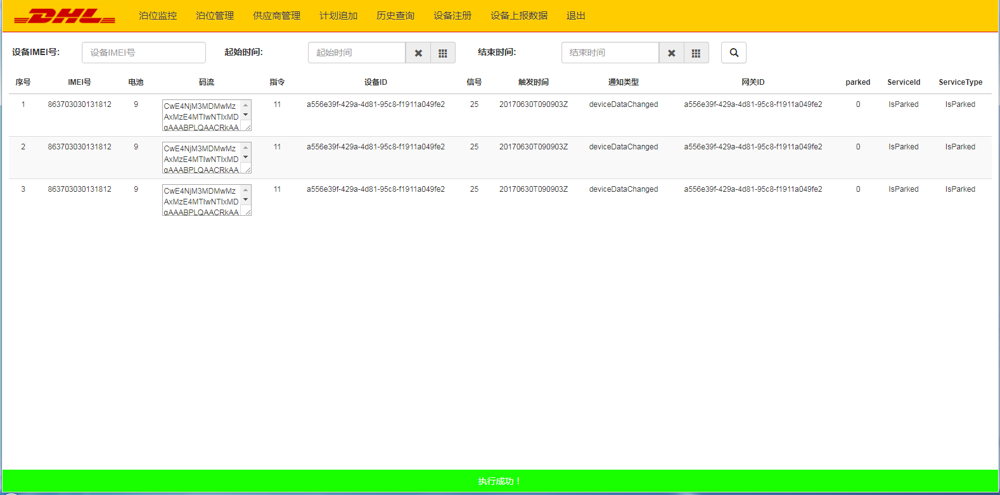 DHL 泊位监控 泊位管理 供应商管理 计划追加 历史查询 设备注册 设备上报数据 退出
设备IMEI号: 设备IMEI号 起始时间: 起始时间 结束时间: 结束时间
序号 IMEI号 电池 码流 指令 设备ID 信号 触发时间 通知类型 网关ID parked ServiceId ServiceType
1 863703030131812 9 CwE4NjM3MDMwMz 11 a556e39f-429a-4d81-95c8-f1911a049fe2 25 20170630T090903Z deviceDataChanged a556e39f-429a-4d81-95c8-f1911a049fe2 0 IsParked IsParked
AxMzE4MTIwNTIxMD
gAAABPLQAACRkAA
2 863703030131812 9 CwE4NjM3MDMwMz 11 a556e39f-429a-4d81-95c8-f1911a049fe2 25 20170630T090903Z deviceDataChanged a556e39f-429a-4d81-95c8-f1911a049fe2 0 IsParked IsParked
AxMzE4MTIwNTIxMD
gAAABPLQAACRkAA
3 863703030131812 9 CwE4NjM3MDMwMz 11 a556e39f-429a-4d81-95c8-f1911a049fe2 25 20170630T090903Z deviceDataChanged a556e39f-429a-4d81-95c8-f1911a049fe2 0 IsParked IsParked
AxMzE4MTIwNTIxMD
gAAABPLQAACRkAA
执行成功！